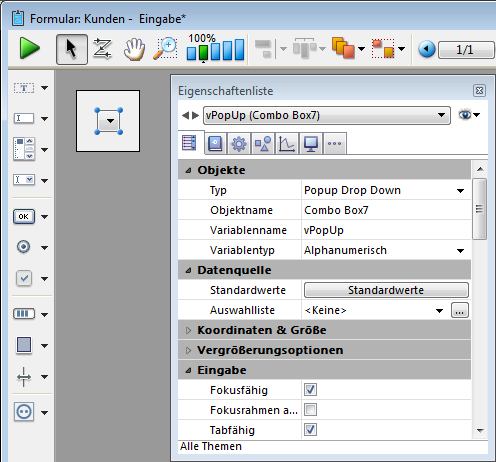 Formular: Kunden - Eingabe*
100%
1/1
Eigenschaftenliste
vPopUp (Combo Box7)
Objekte
Typ Popup Drop Down
Objektname Combo Box7
Variablenname vPopUp
Variablentyp Alphanumerisch
Datenquelle
Standardwerte Standardwerte
Auswahlliste <Keine> ...
Koordinaten & Größe
Vergrößerungsoptionen
Eingabe
Fokusfähig
Fokusrahmen a...
Tabfähig
Alle Themen
OK